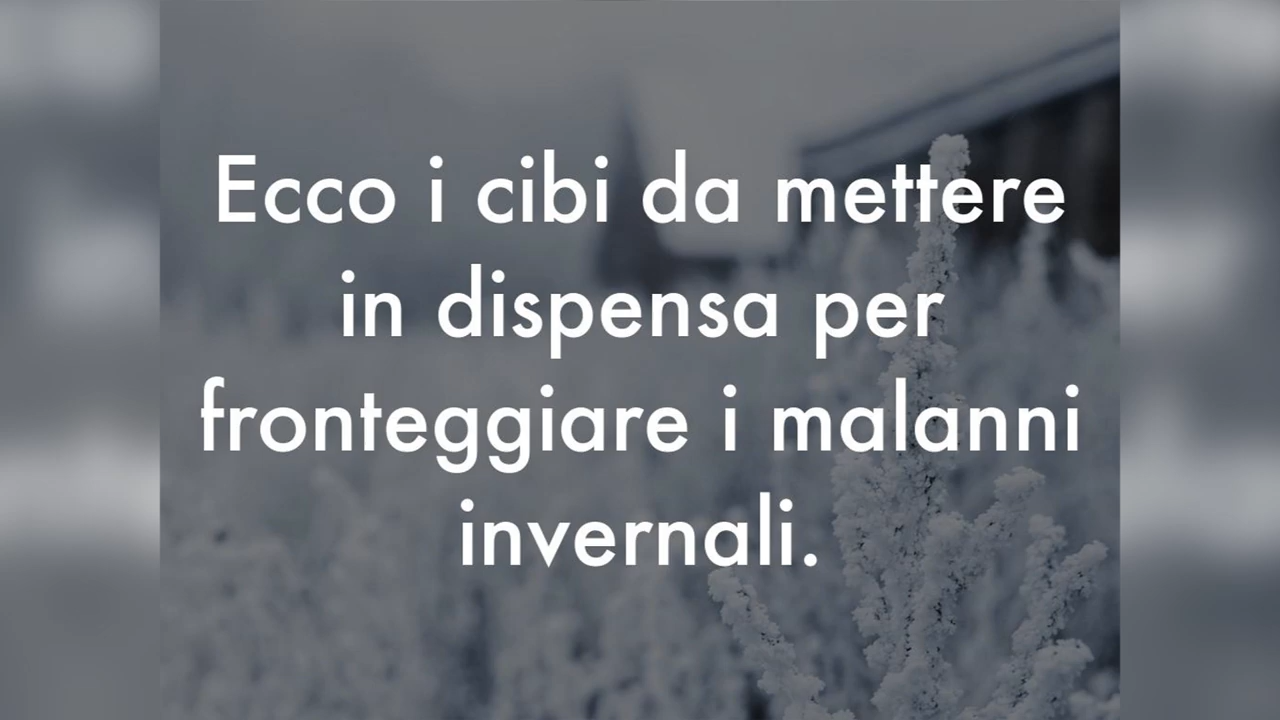 Ecco i cibi da mettere
in dispensa per
fronteggiare i malanni
invernali.